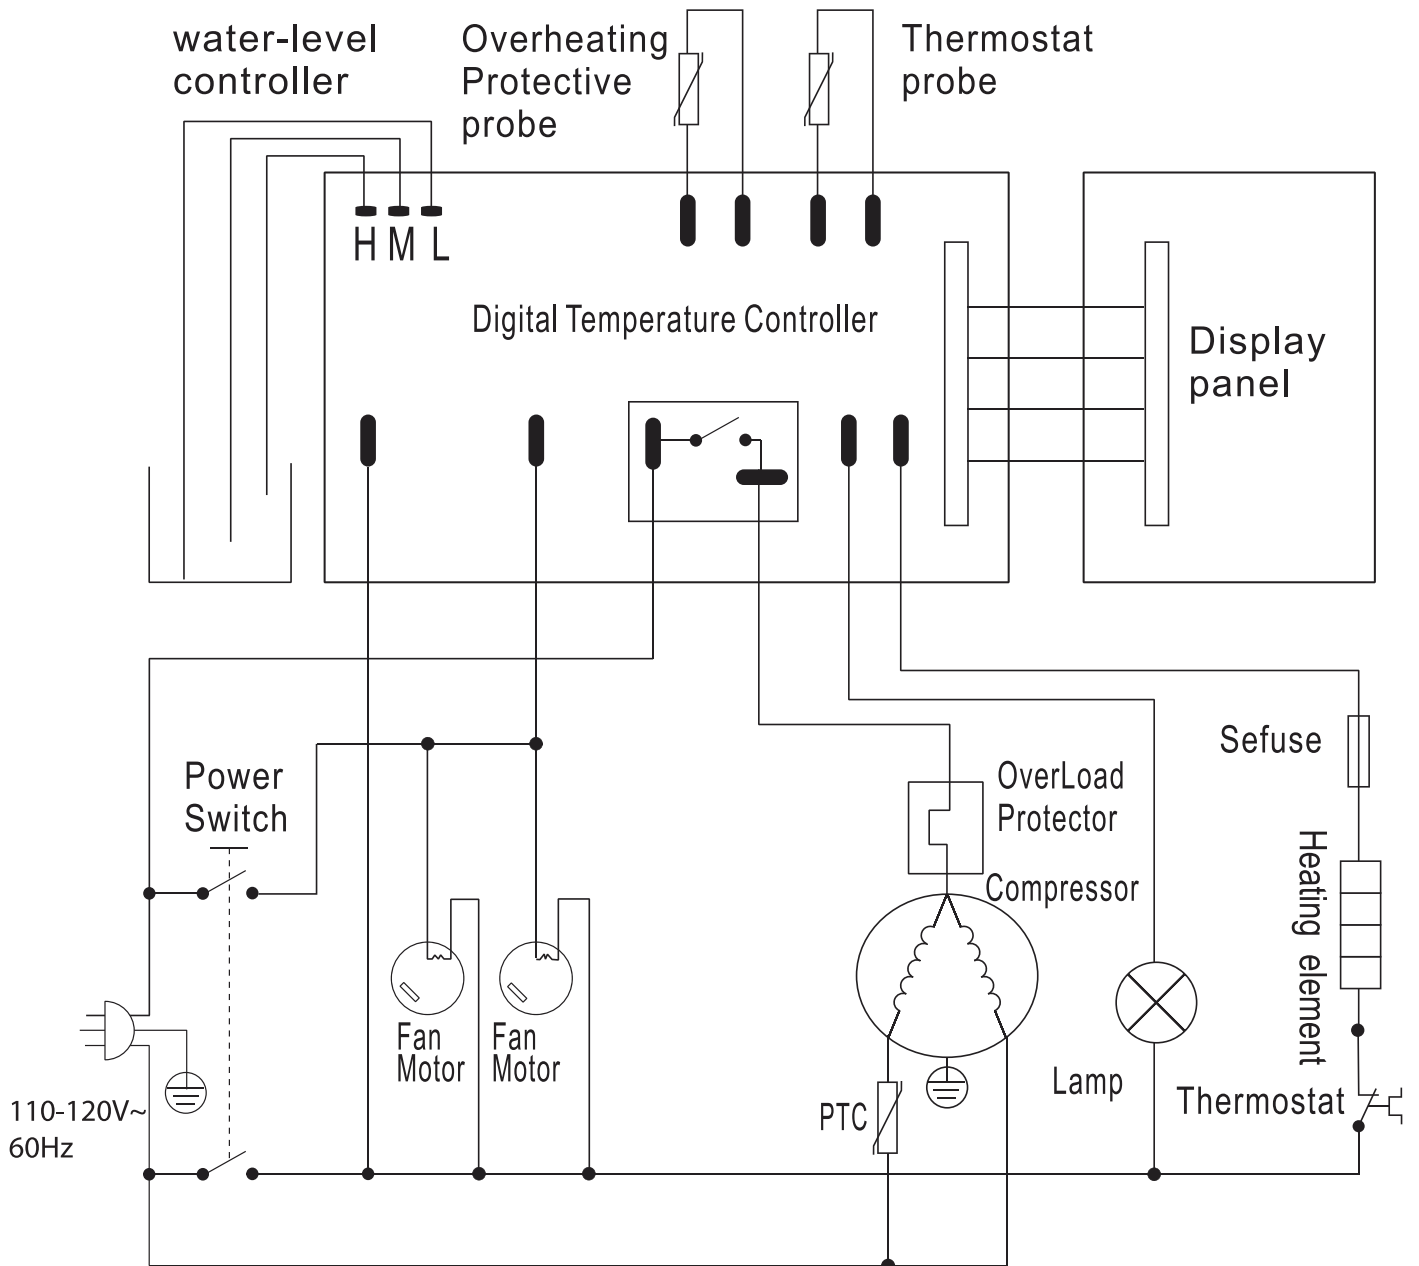 water-level
controller
Overheating
Protective
probe
Thermostat
probe
H M L
Digital Temperature Controller
Display
panel
Power
Switch
Sefuse
OverLoad
Protector
Compressor
Heating element
Fan
Motor
Fan
Motor
Lamp
Thermostat
PTC
110-120V~
60Hz